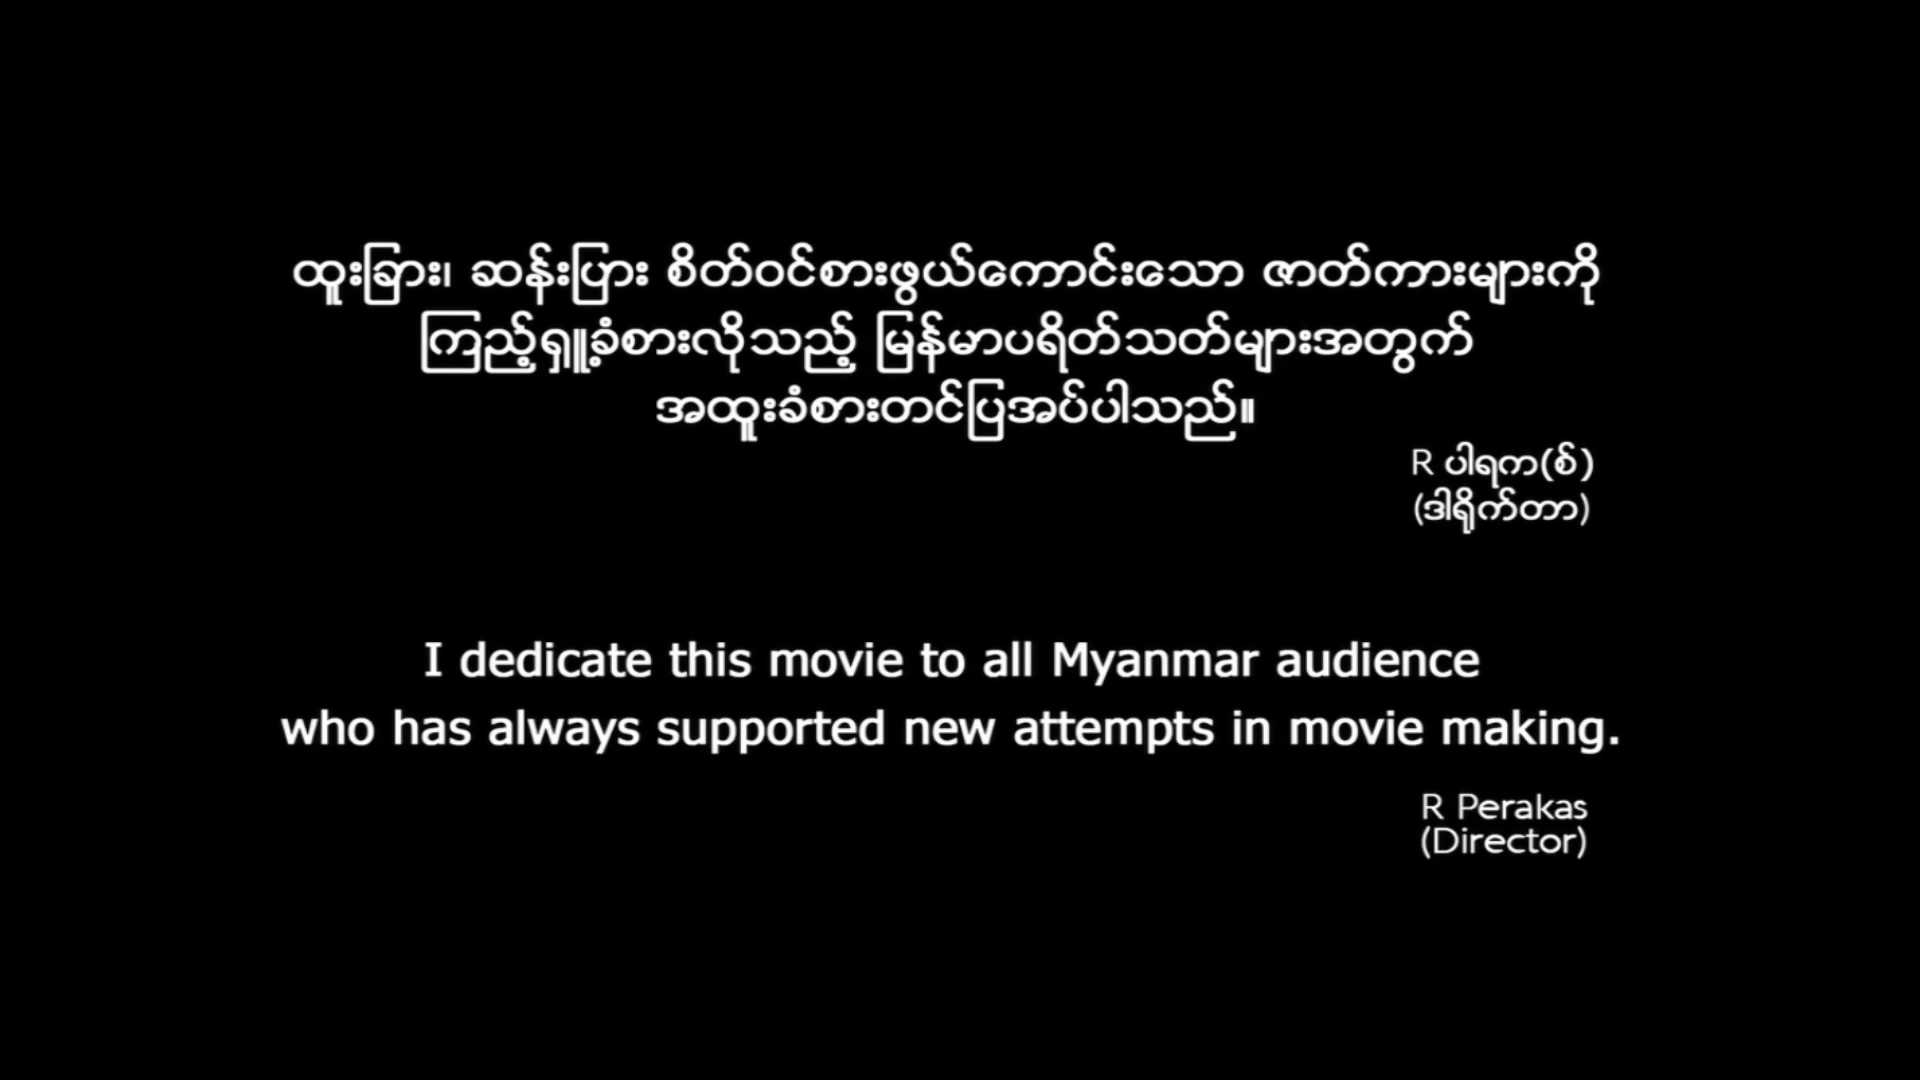 ထူးခြား၊ ဆန်းပြား စိတ်ဝင်စားဖွယ်ကောင်းသော ဇာတ်ကားများကို
ကြည့်ရှူ့ခံစားလိုသည့် မြန်မာပရိတ်သတ်များအတွက်
အထူးခံစားတင်ပြအပ်ပါသည်။
R ပါရက(စ်)
(ဒါရိုက်တာ)
I dedicate this movie to all Myanmar audience
who has always supported new attempts in movie making.
R Perakas
(Director)